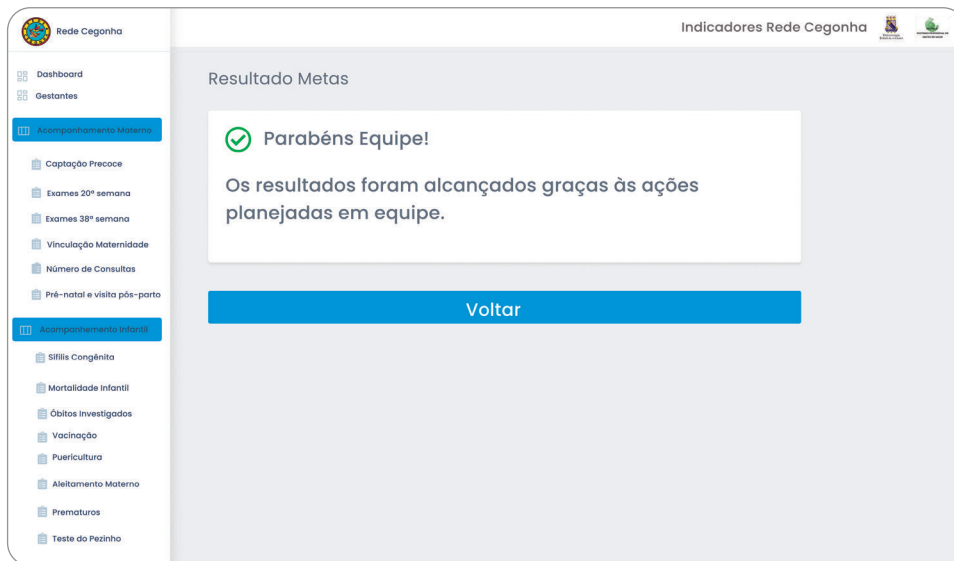 Rede Cegonha
Indicadores Rede Cegonha
Dashboard
Gestantes
Acompanhamento Materno
Captação Precoce
Exames 20ª semana
Exames 38ª semana
Vinculação Maternidade
Número de Consultas
Pré-natal e visita pós-parto
Acompanhemento Infantil
Sífilis Congênita
Mortalidade Infantil
Óbitos Investigados
Vacinação
Puericultura
Aleitamento Materno
Prematuros
Teste do Pezinho
Resultado Metas
Parabéns Equipe!
Os resultados foram alcançados graças às ações
planejadas em equipe.
Voltar